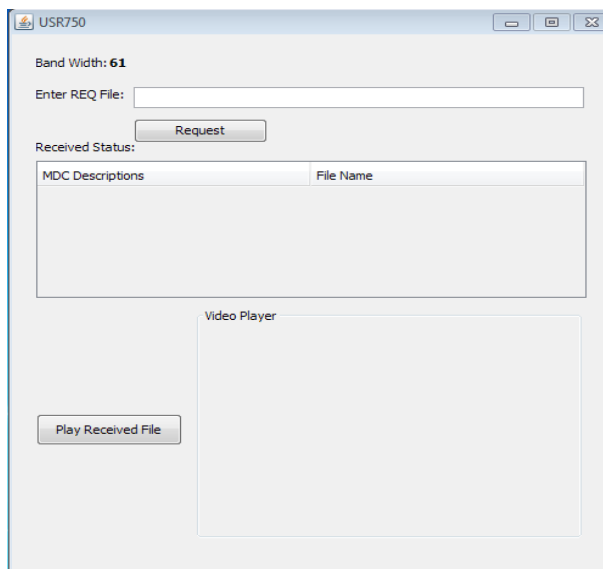 USR750
Band Width: 61
Enter REQ File:
Request
Received Status:
MDC Descriptions File Name
Video Player
Play Received File